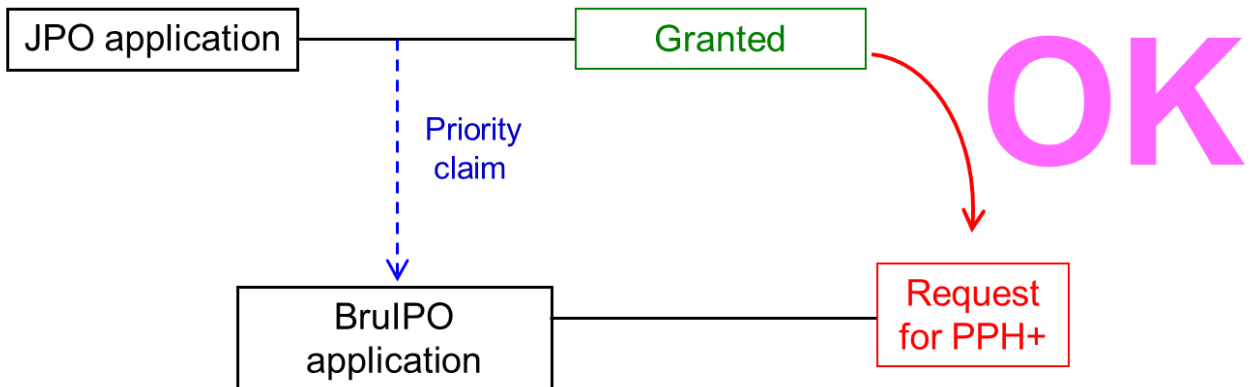 JPO application
Granted
OK
Priority
claim
BruIPO
application
Request
for PPH+